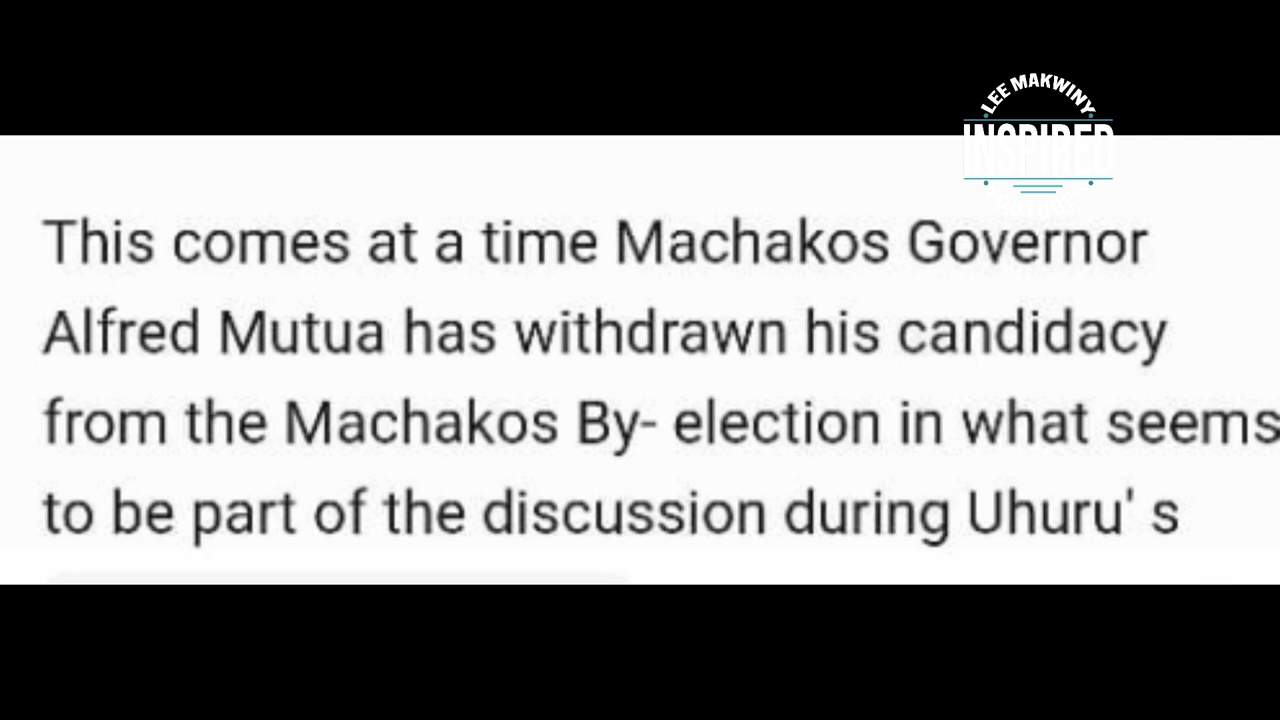 LEE MAKWINY
INSPIRED
This comes at a time Machakos Governor
Alfred Mutua has withdrawn his candidacy
from the Machakos By- election in what seems
to be part of the discussion during Uhuru' s